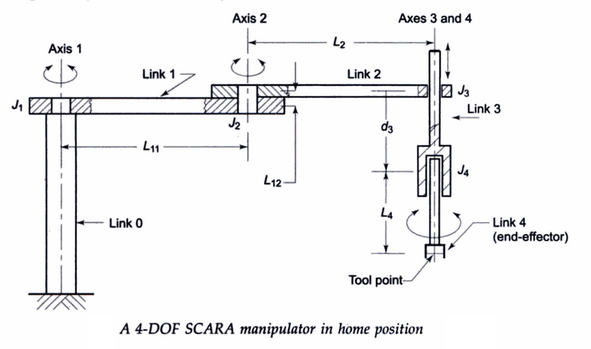 Axis 2
Axes 3 and 4
Axis 1
L2
Link 1
Link 2
J1
J3
Link 3
J2
d3
L11
L12
J4
L4
Link 0
Link 4
(end-effector)
Tool point
A 4-DOF SCARA manipulator in home position